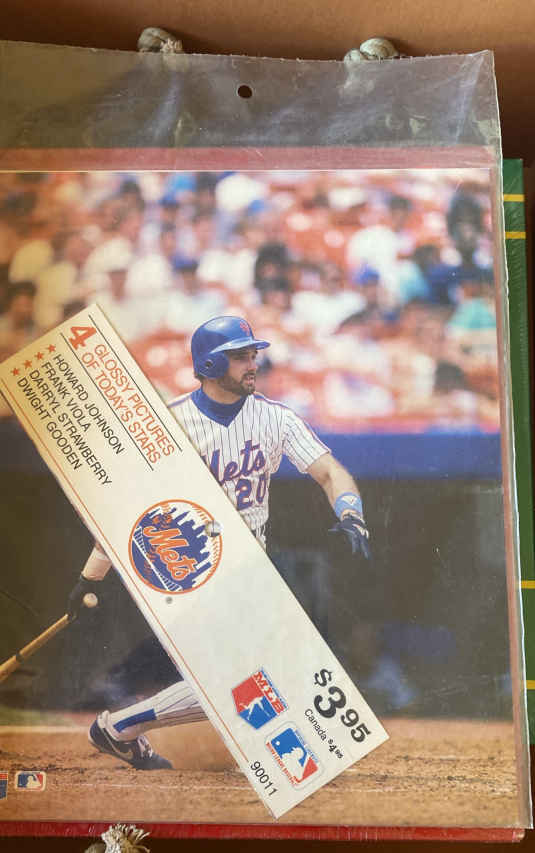 4 GLOSSY PICTURES
OF TODAY'S STARS
HOWARD JOHNSON
FRANK VIOLA
DARRYL STRAWBERRY
DWIGHT GOODEN
Mets
®
MLB
$3.95
Canada $4.95
90011
Mets
20